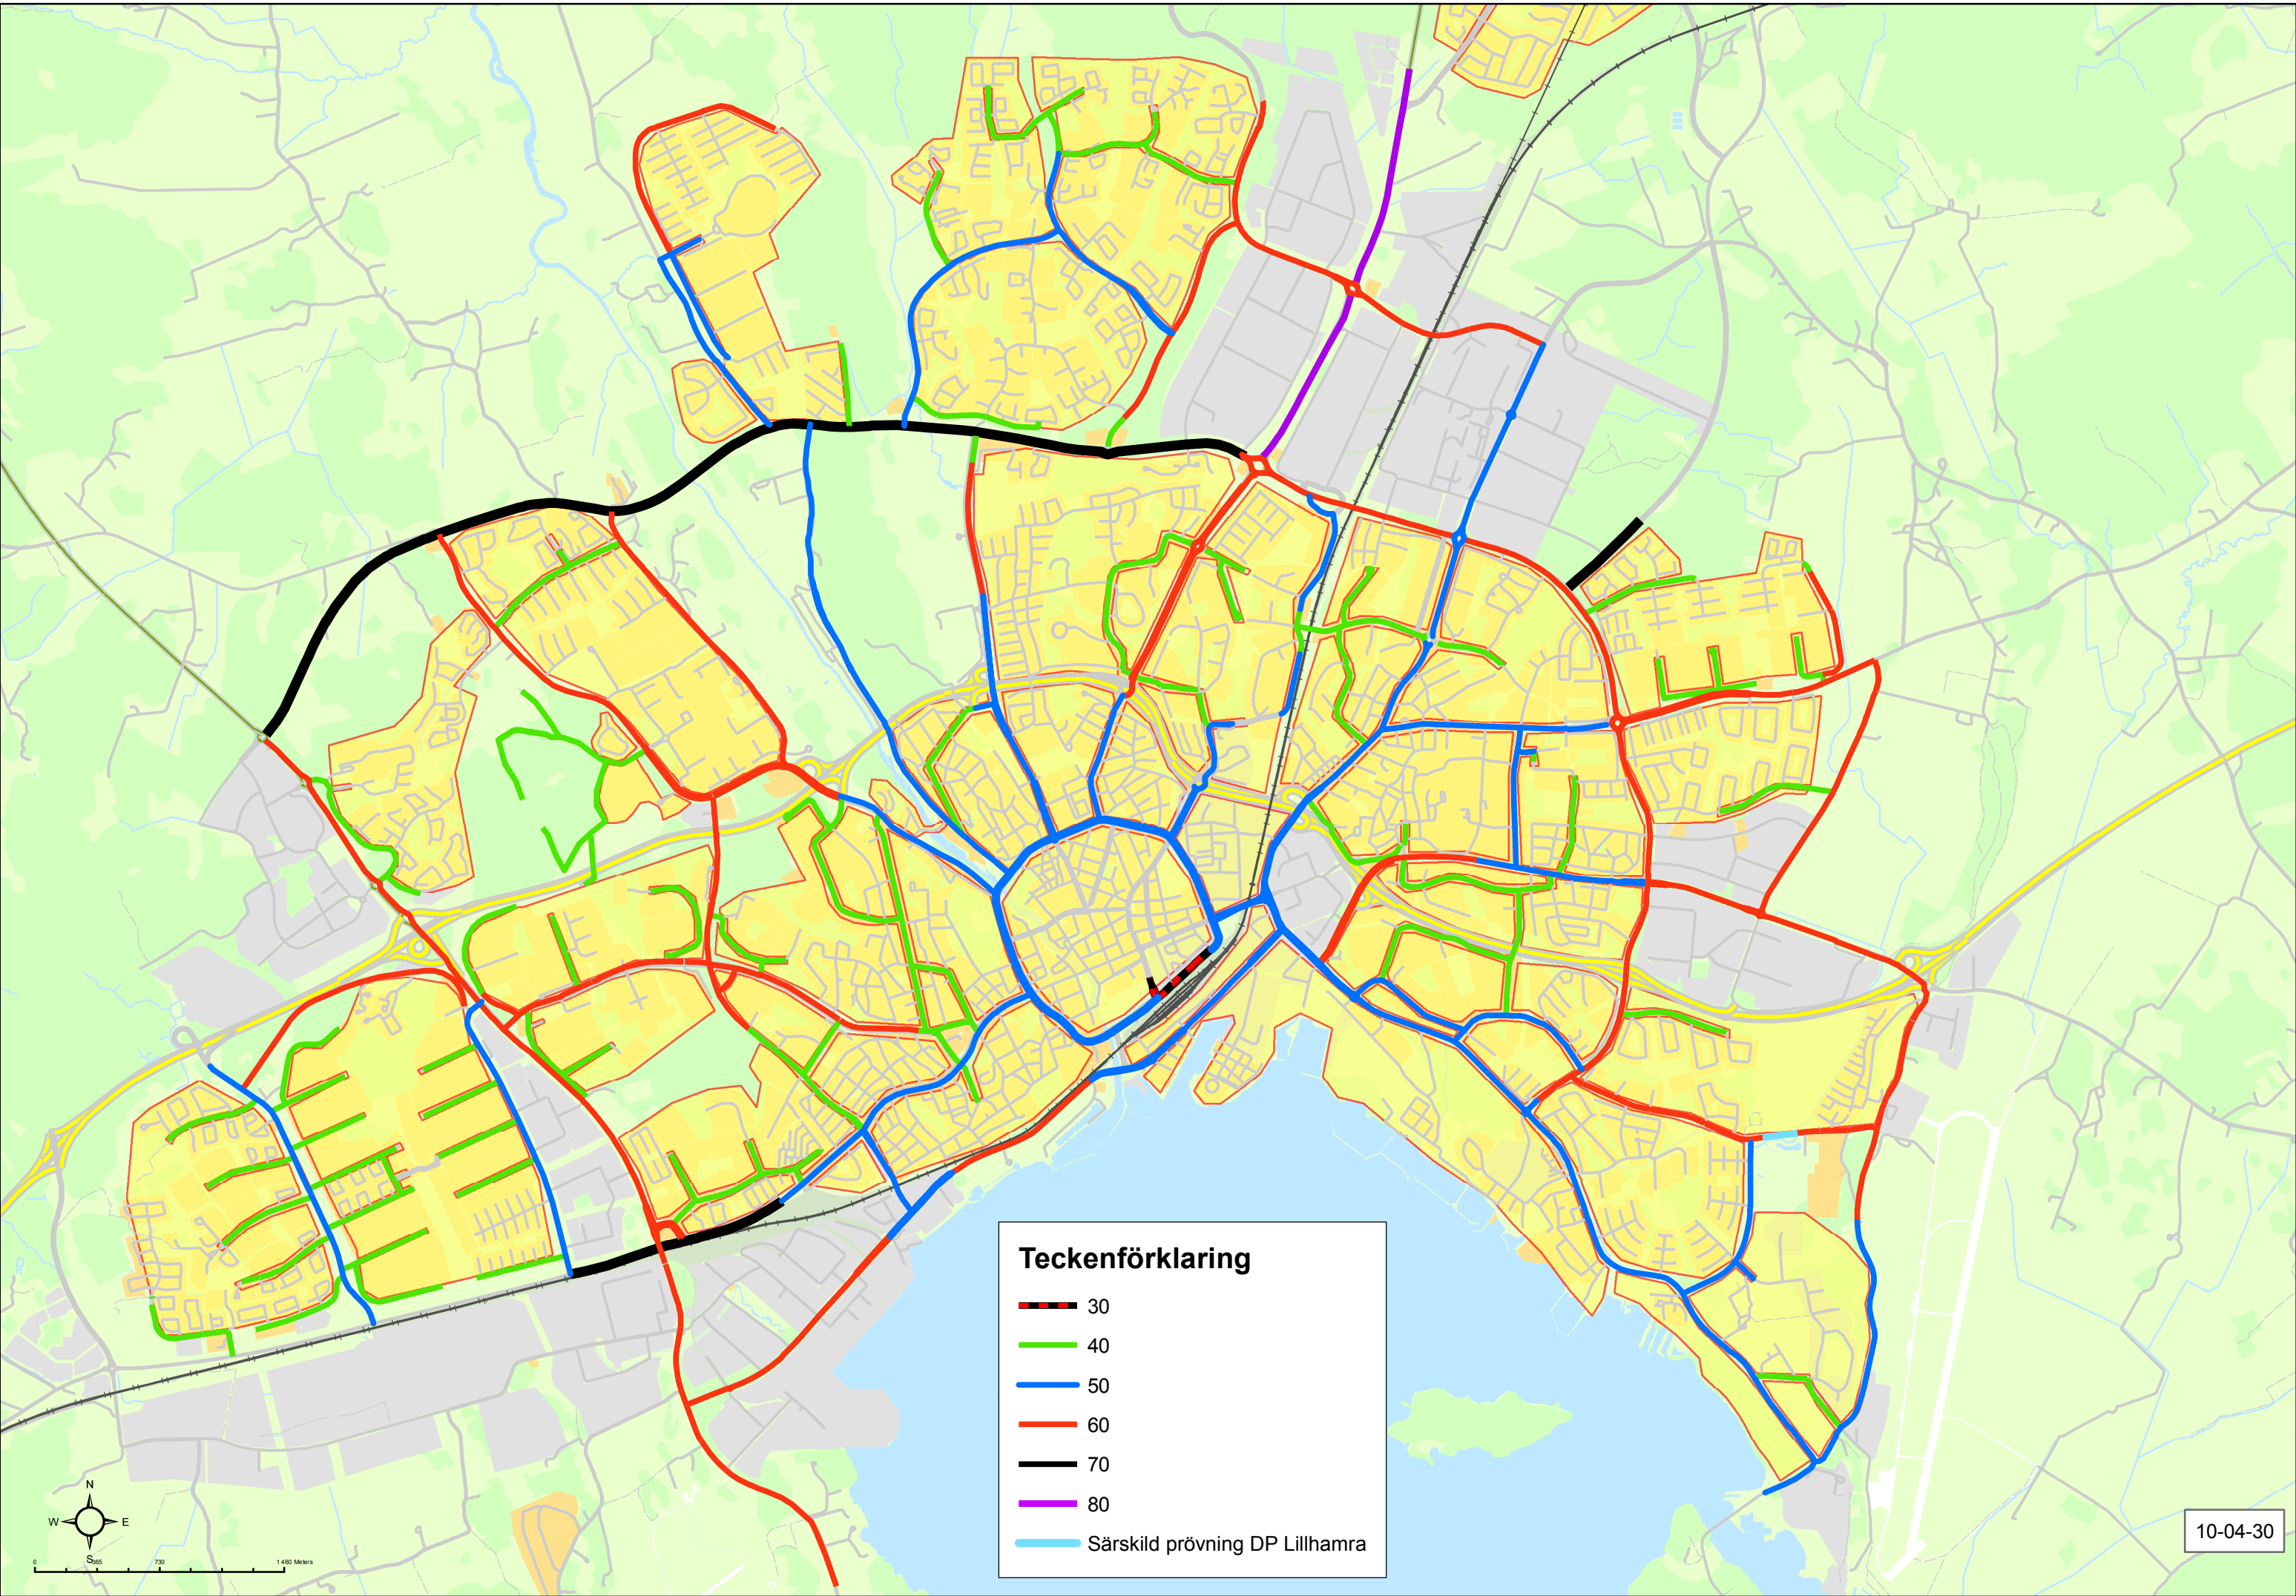 Teckenförklaring
30
40
50
60
70
80
Särskild prövning DP Lillhamra
10-04-30
N
W E
S
0 365 730 1 460 Meters